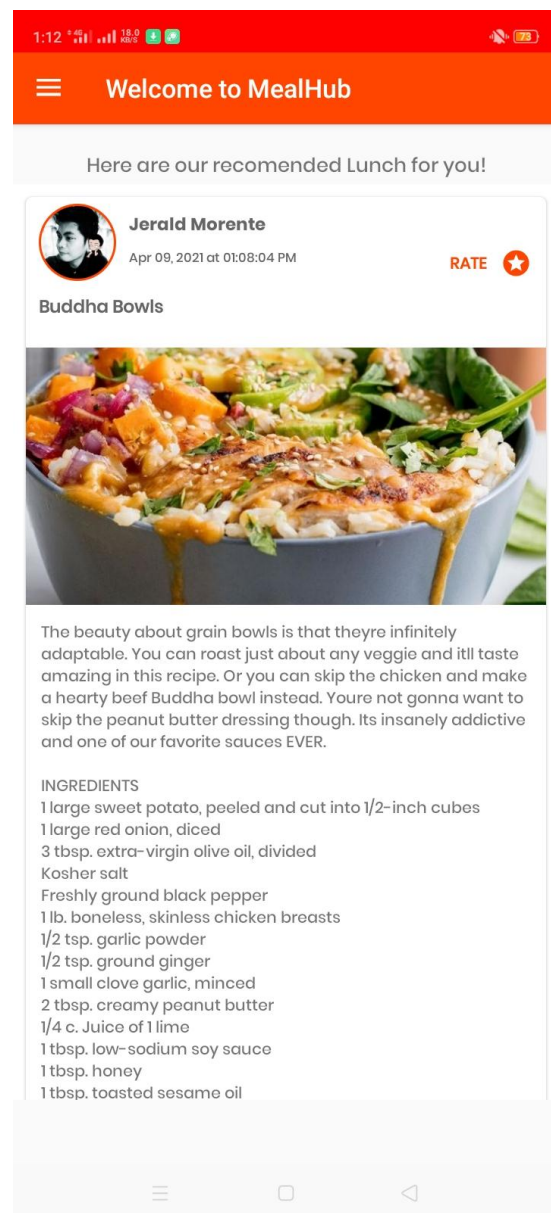 1:12 4G 18.0 KB/S 73
Welcome to MealHub
Here are our recomended Lunch for you!
Jerald Morente
Apr 09, 2021 at 01:08:04 PM
RATE
Buddha Bowls
The beauty about grain bowls is that theyre infinitely
adaptable. You can roast just about any veggie and itll taste
amazing in this recipe. Or you can skip the chicken and make
a hearty beef Buddha bowl instead. Youre not gonna want to
skip the peanut butter dressing though. Its insanely addictive
and one of our favorite sauces EVER.
INGREDIENTS
1 large sweet potato, peeled and cut into 1/2-inch cubes
1 large red onion, diced
3 tbsp. extra-virgin olive oil, divided
Kosher salt
Freshly ground black pepper
1 lb. boneless, skinless chicken breasts
1/2 tsp. garlic powder
1/2 tsp. ground ginger
1 small clove garlic, minced
2 tbsp. creamy peanut butter
1/4 c. Juice of 1 lime
1 tbsp. low-sodium soy sauce
1 tbsp. honey
1 tbsp. toasted sesame oil